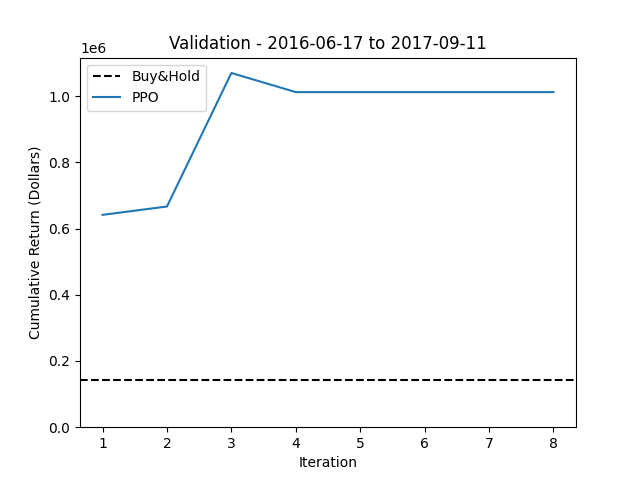 Validation - 2016-06-17 to 2017-09-11
1e6
Buy&Hold
PPO
Cumulative Return (Dollars)
1.0
0.8
0.6
0.4
0.2
0.0
1 2 3 4 5 6 7 8
Iteration